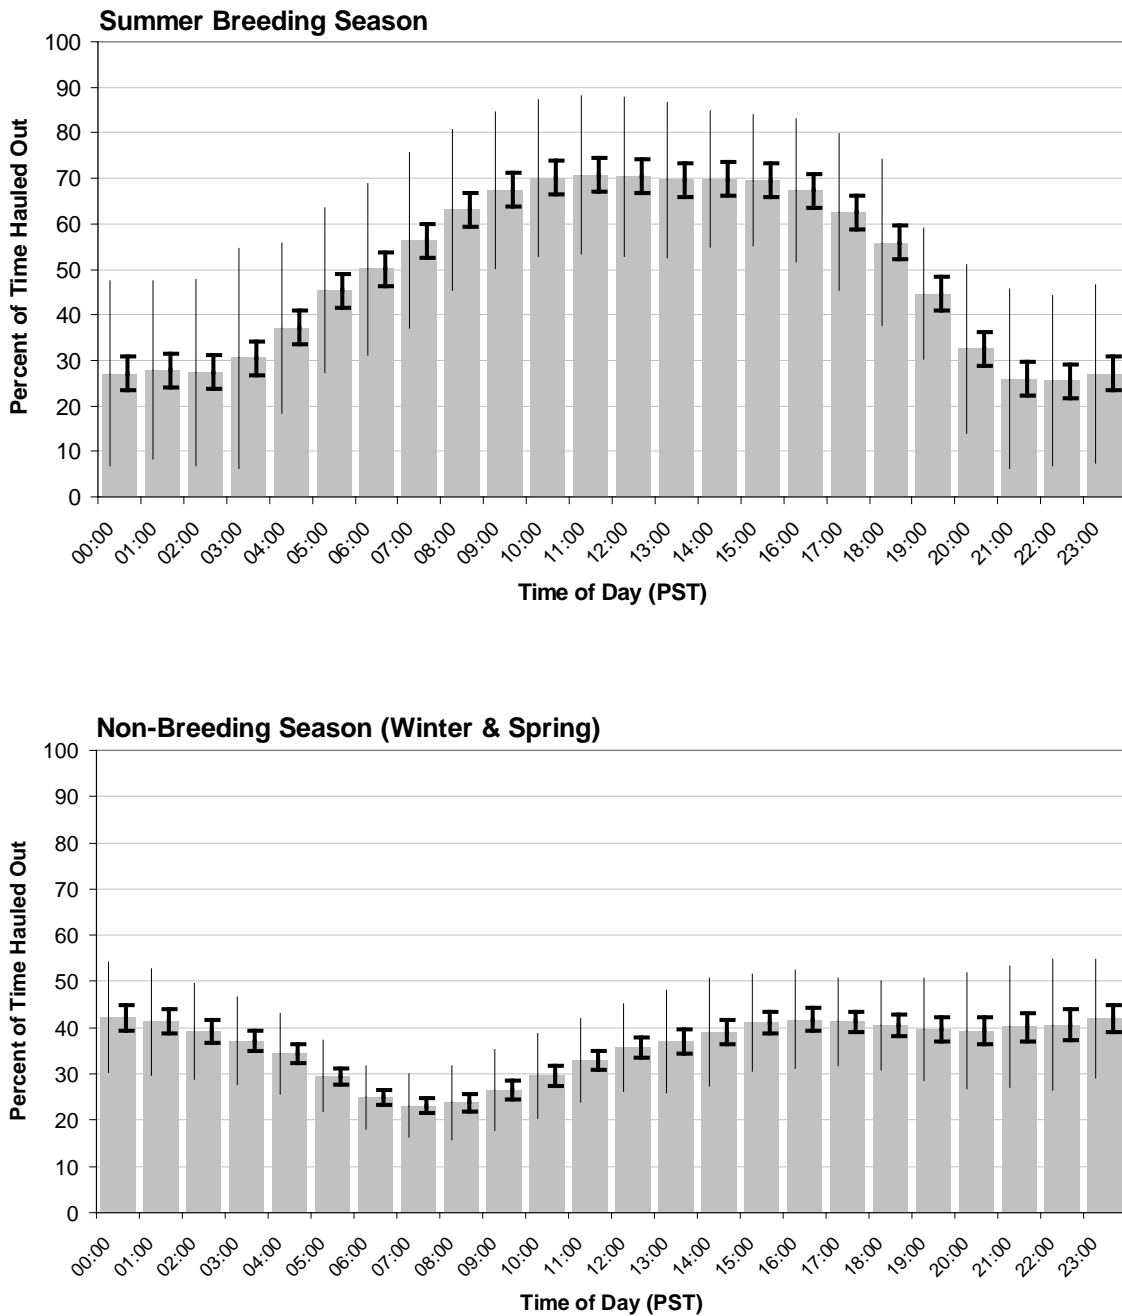 Summer Breeding Season
100
90
80
70
60
50
40
30
20
10
0
Percent of Time Hauled Out
00:00 01:00 02:00 03:00 04:00 05:00 06:00 07:00 08:00 09:00 10:00 11:00 12:00 13:00 14:00 15:00 16:00 17:00 18:00 19:00 20:00 21:00 22:00 23:00
Time of Day (PST)
Non-Breeding Season (Winter & Spring)
100
90
80
70
60
50
40
30
20
10
0
Percent of Time Hauled Out
00:00 01:00 02:00 03:00 04:00 05:00 06:00 07:00 08:00 09:00 10:00 11:00 12:00 13:00 14:00 15:00 16:00 17:00 18:00 19:00 20:00 21:00 22:00 23:00
Time of Day (PST)